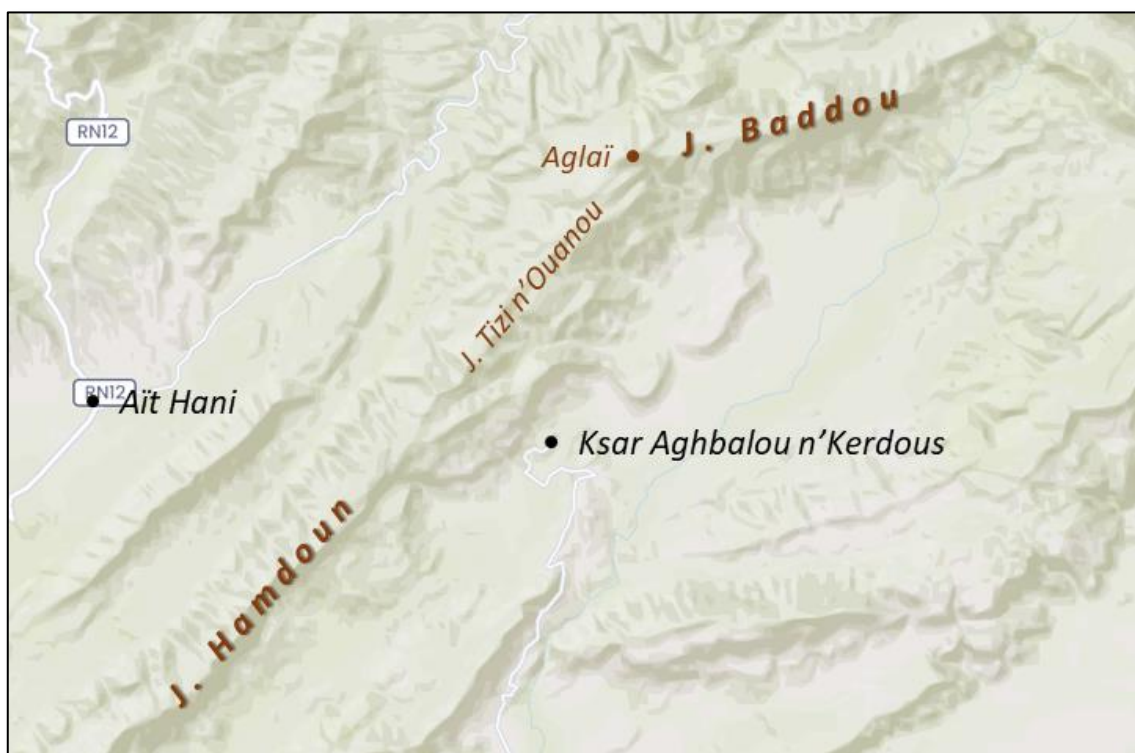 RN12
J. Baddou
Aglaï
J. Tizi n’Ouanou
RN12
Aït Hani
Ksar Aghbalou n’Kerdous
J. Hamdoun